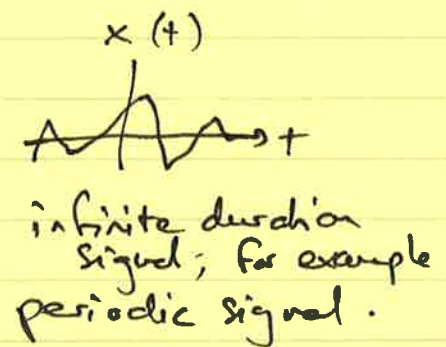 x (t)
t
infinite duration
signal; for example
periodic signal.